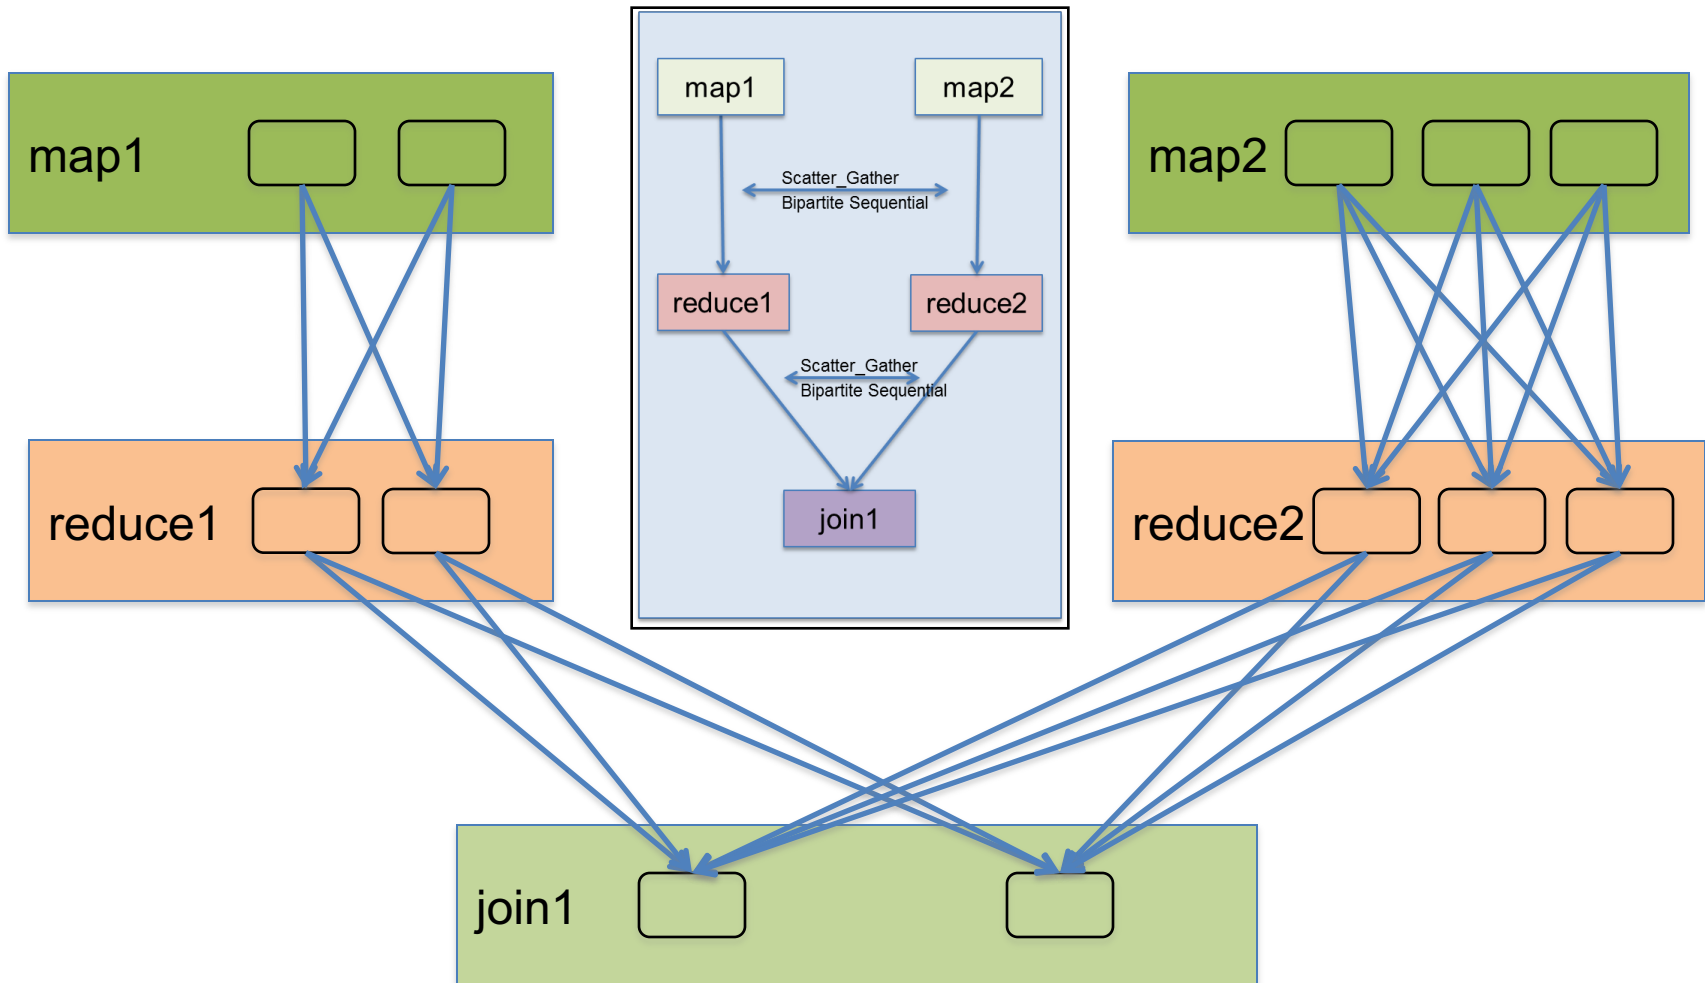 map1
map1
map2
map2
Scatter_Gather
Bipartite Sequential
reduce1
reduce2
Scatter_Gather
Bipartite Sequential
reduce1
join1
reduce2
join1